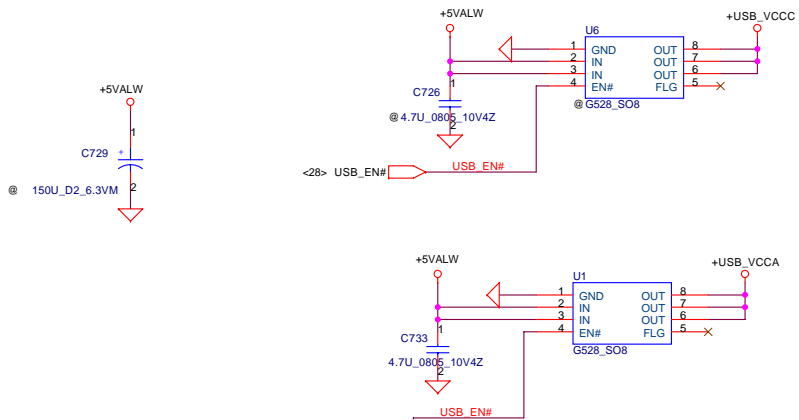 +5VALW
+USB_VCCC
U6
1 GND OUT 8
2 IN OUT 7
3 IN OUT 6
4 EN# FLG 5
@ G528_SO8
1
C726
@ 4.7U_0805_10V4Z
2
<28> USB_EN# USB_EN#
+5VALW
1
C729 +
@ 150U_D2_6.3VM
2
+5VALW
+USB_VCCA
U1
1 GND OUT 8
2 IN OUT 7
3 IN OUT 6
4 EN# FLG 5
G528_SO8
1
C733
4.7U_0805_10V4Z
2
USB_EN#